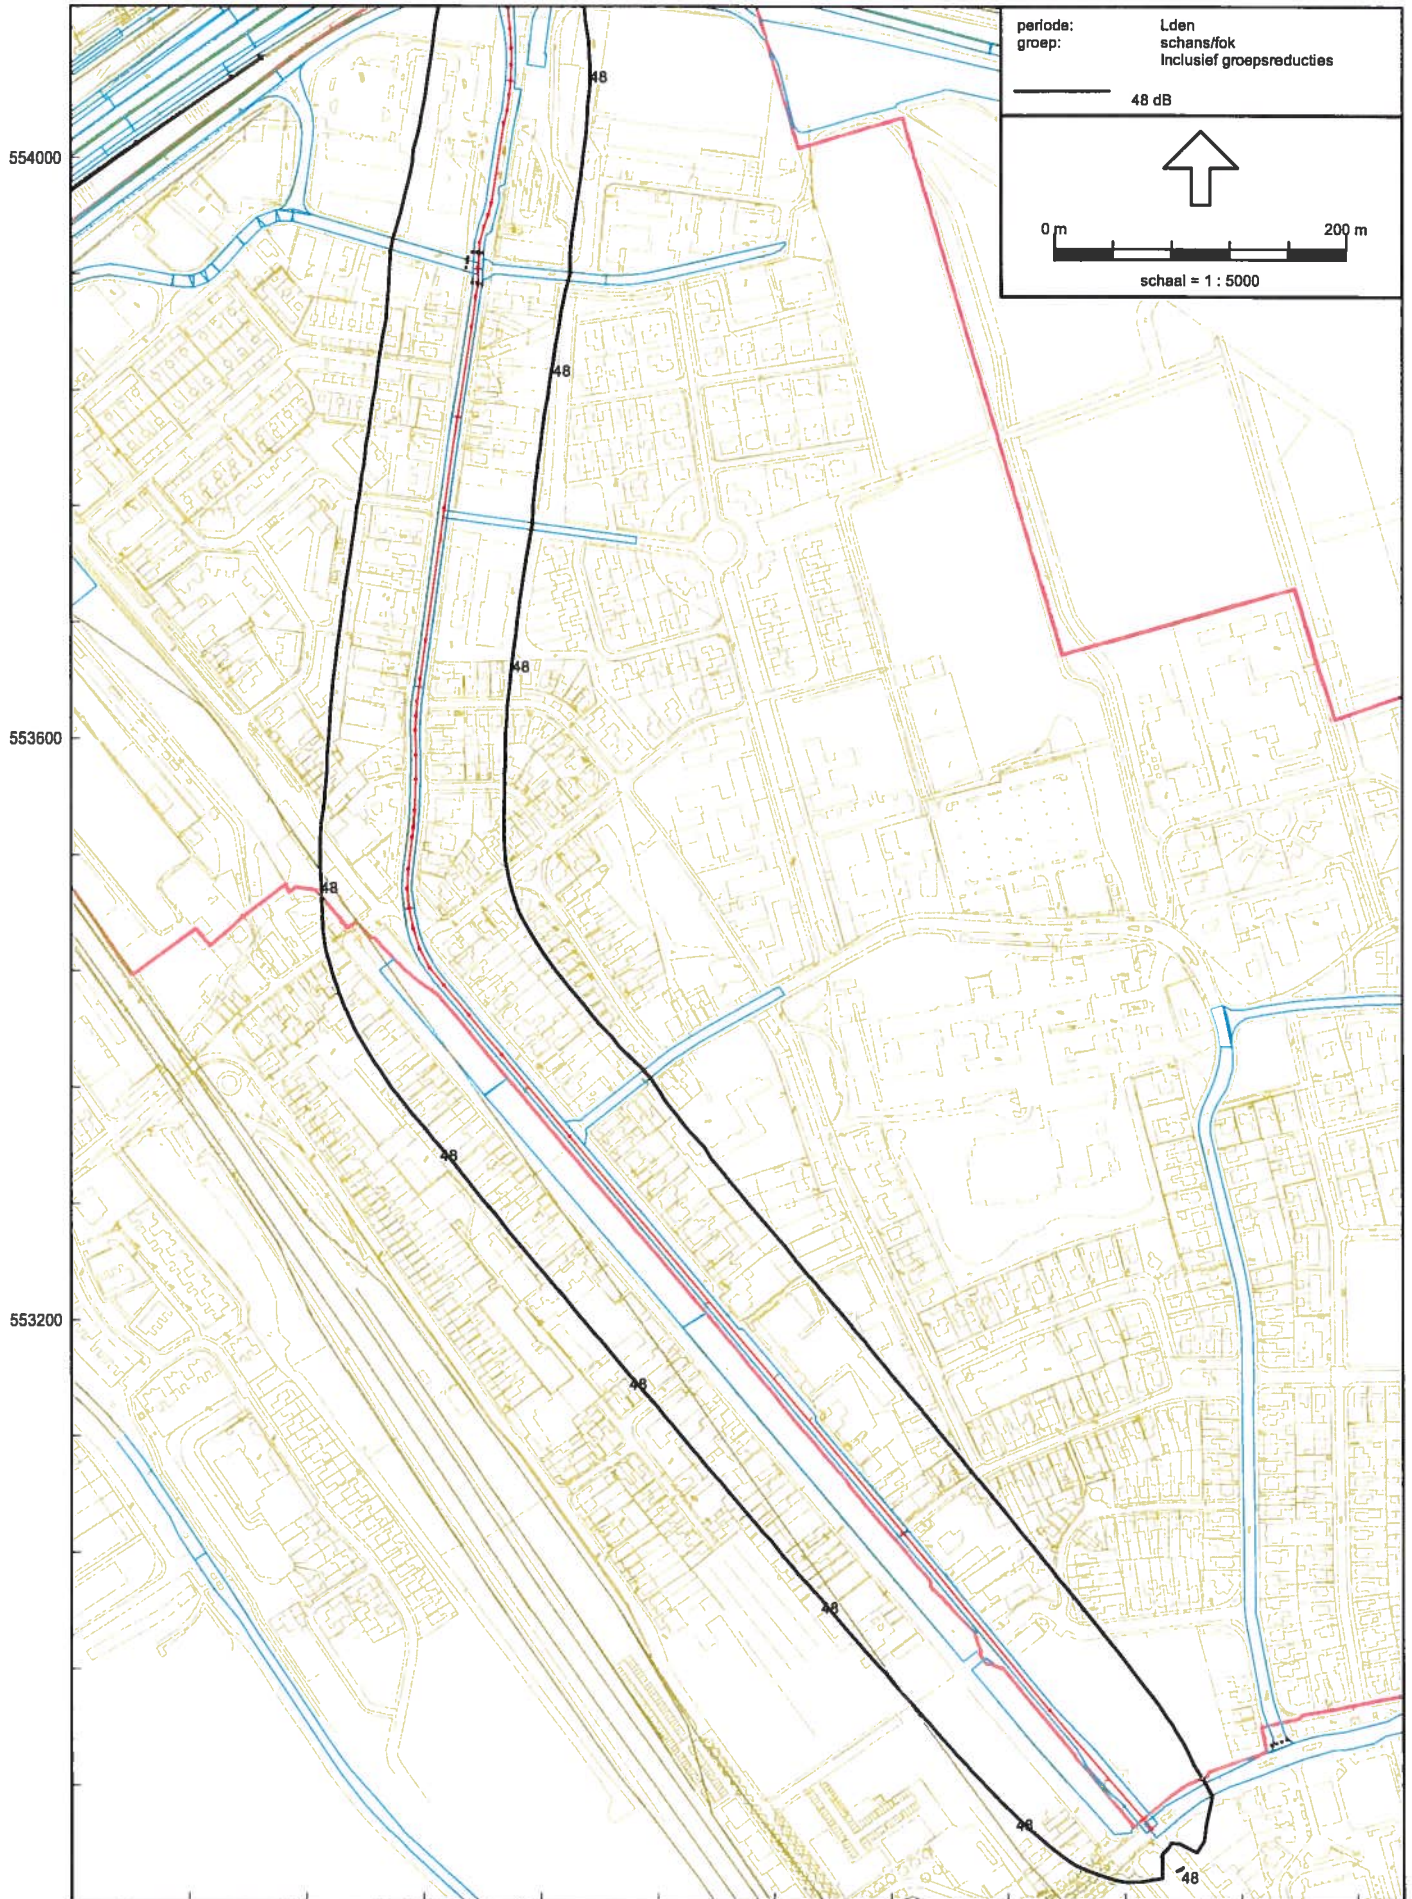 periode: Lden
groep: schans/fok
Inclusief groepsreducties
48 dB
0 m 200 m
schaal = 1 : 5000
48
554000
48
48
553600
48
48
553200
48
48
48
48